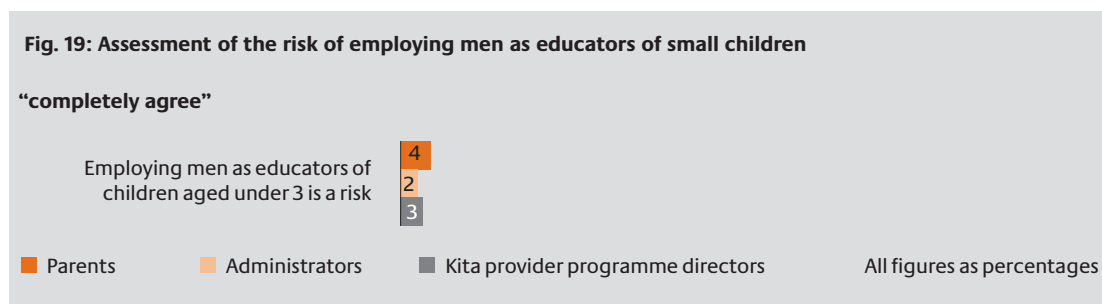 Fig. 19: Assessment of the risk of employing men as educators of small children
“completely agree”
Employing men as educators of
children aged under 3 is a risk
4
2
3
Parents
Administrators
Kita provider programme directors
All figures as percentages